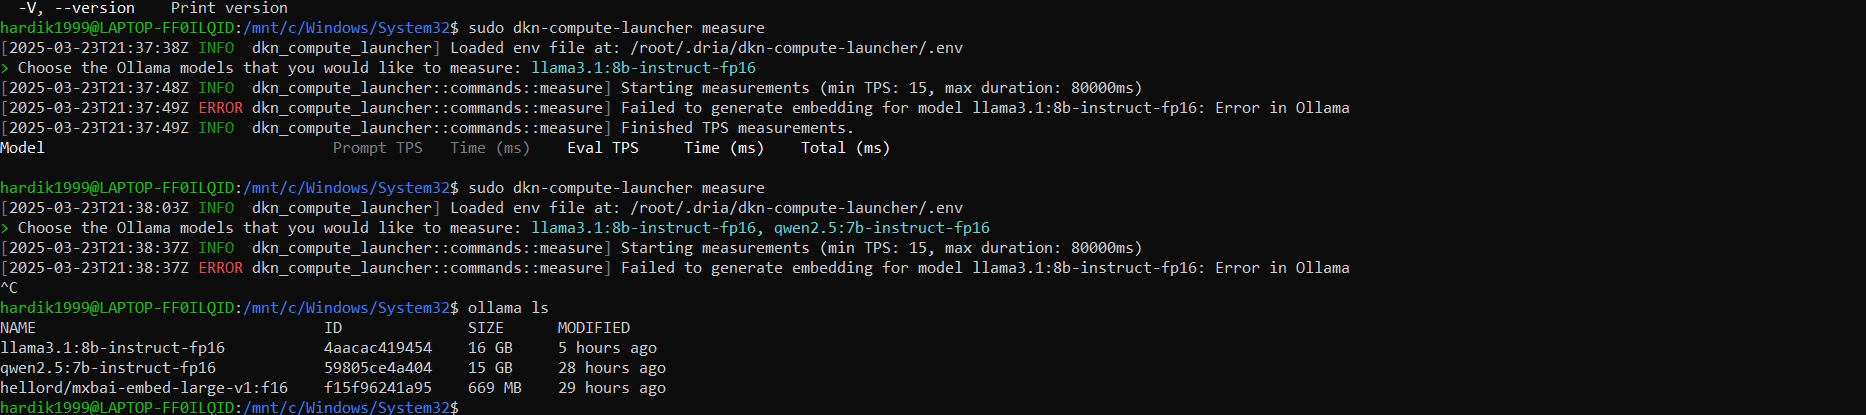 -V, --version    Print version
hardik1999@LAPTOP-FF0ILQID:/mnt/c/Windows/System32$ sudo dkn-compute-launcher measure
[2025-03-23T21:37:38Z INFO  dkn_compute_launcher] Loaded env file at: /root/.dria/dkn-compute-launcher/.env
> Choose the Ollama models that you would like to measure: llama3.1:8b-instruct-fp16
[2025-03-23T21:37:48Z INFO  dkn_compute_launcher::commands::measure] Starting measurements (min TPS: 15, max duration: 80000ms)
[2025-03-23T21:37:49Z ERROR dkn_compute_launcher::commands::measure] Failed to generate embedding for model llama3.1:8b-instruct-fp16: Error in Ollama
[2025-03-23T21:37:49Z INFO  dkn_compute_launcher::commands::measure] Finished TPS measurements.
Model                                Prompt TPS   Time (ms)    Eval TPS     Time (ms)    Total (ms)
hardik1999@LAPTOP-FF0ILQID:/mnt/c/Windows/System32$ sudo dkn-compute-launcher measure
[2025-03-23T21:38:03Z INFO  dkn_compute_launcher] Loaded env file at: /root/.dria/dkn-compute-launcher/.env
> Choose the Ollama models that you would like to measure: llama3.1:8b-instruct-fp16, qwen2.5:7b-instruct-fp16
[2025-03-23T21:38:37Z INFO  dkn_compute_launcher::commands::measure] Starting measurements (min TPS: 15, max duration: 80000ms)
[2025-03-23T21:38:37Z ERROR dkn_compute_launcher::commands::measure] Failed to generate embedding for model llama3.1:8b-instruct-fp16: Error in Ollama
^C
hardik1999@LAPTOP-FF0ILQID:/mnt/c/Windows/System32$ ollama ls
NAME                                ID              SIZE      MODIFIED
llama3.1:8b-instruct-fp16           4aacac419454    16 GB     5 hours ago
qwen2.5:7b-instruct-fp16            59805ce4a404    15 GB     28 hours ago
hellord/mxbai-embed-large-v1:f16    f15f96241a95    669 MB    29 hours ago
hardik1999@LAPTOP-FF0ILQID:/mnt/c/Windows/System32$